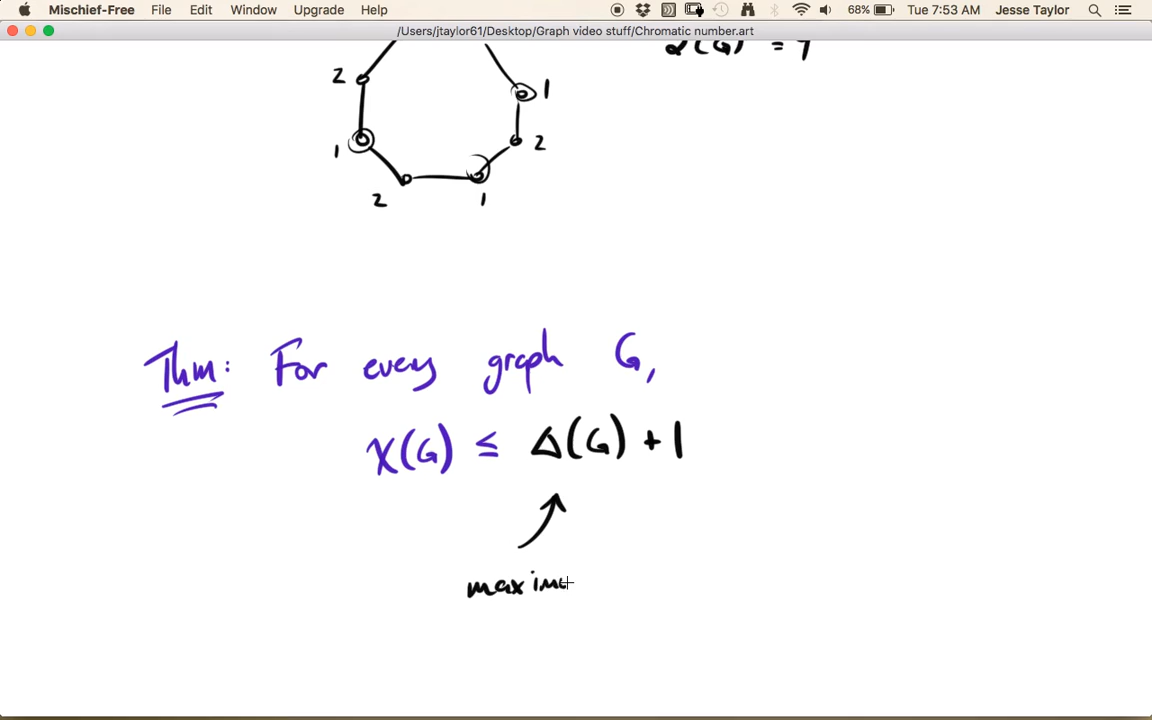 Mischief-Free File Edit Window Upgrade Help 68% Tue 7:53 AM Jesse Taylor
/Users/jtaylor61/Desktop/Graph video stuff/Chromatic number.art
2
1
1
2
2
1
Thm: For every graph G,
χ(G) ≤ Δ(G) + 1
maximu